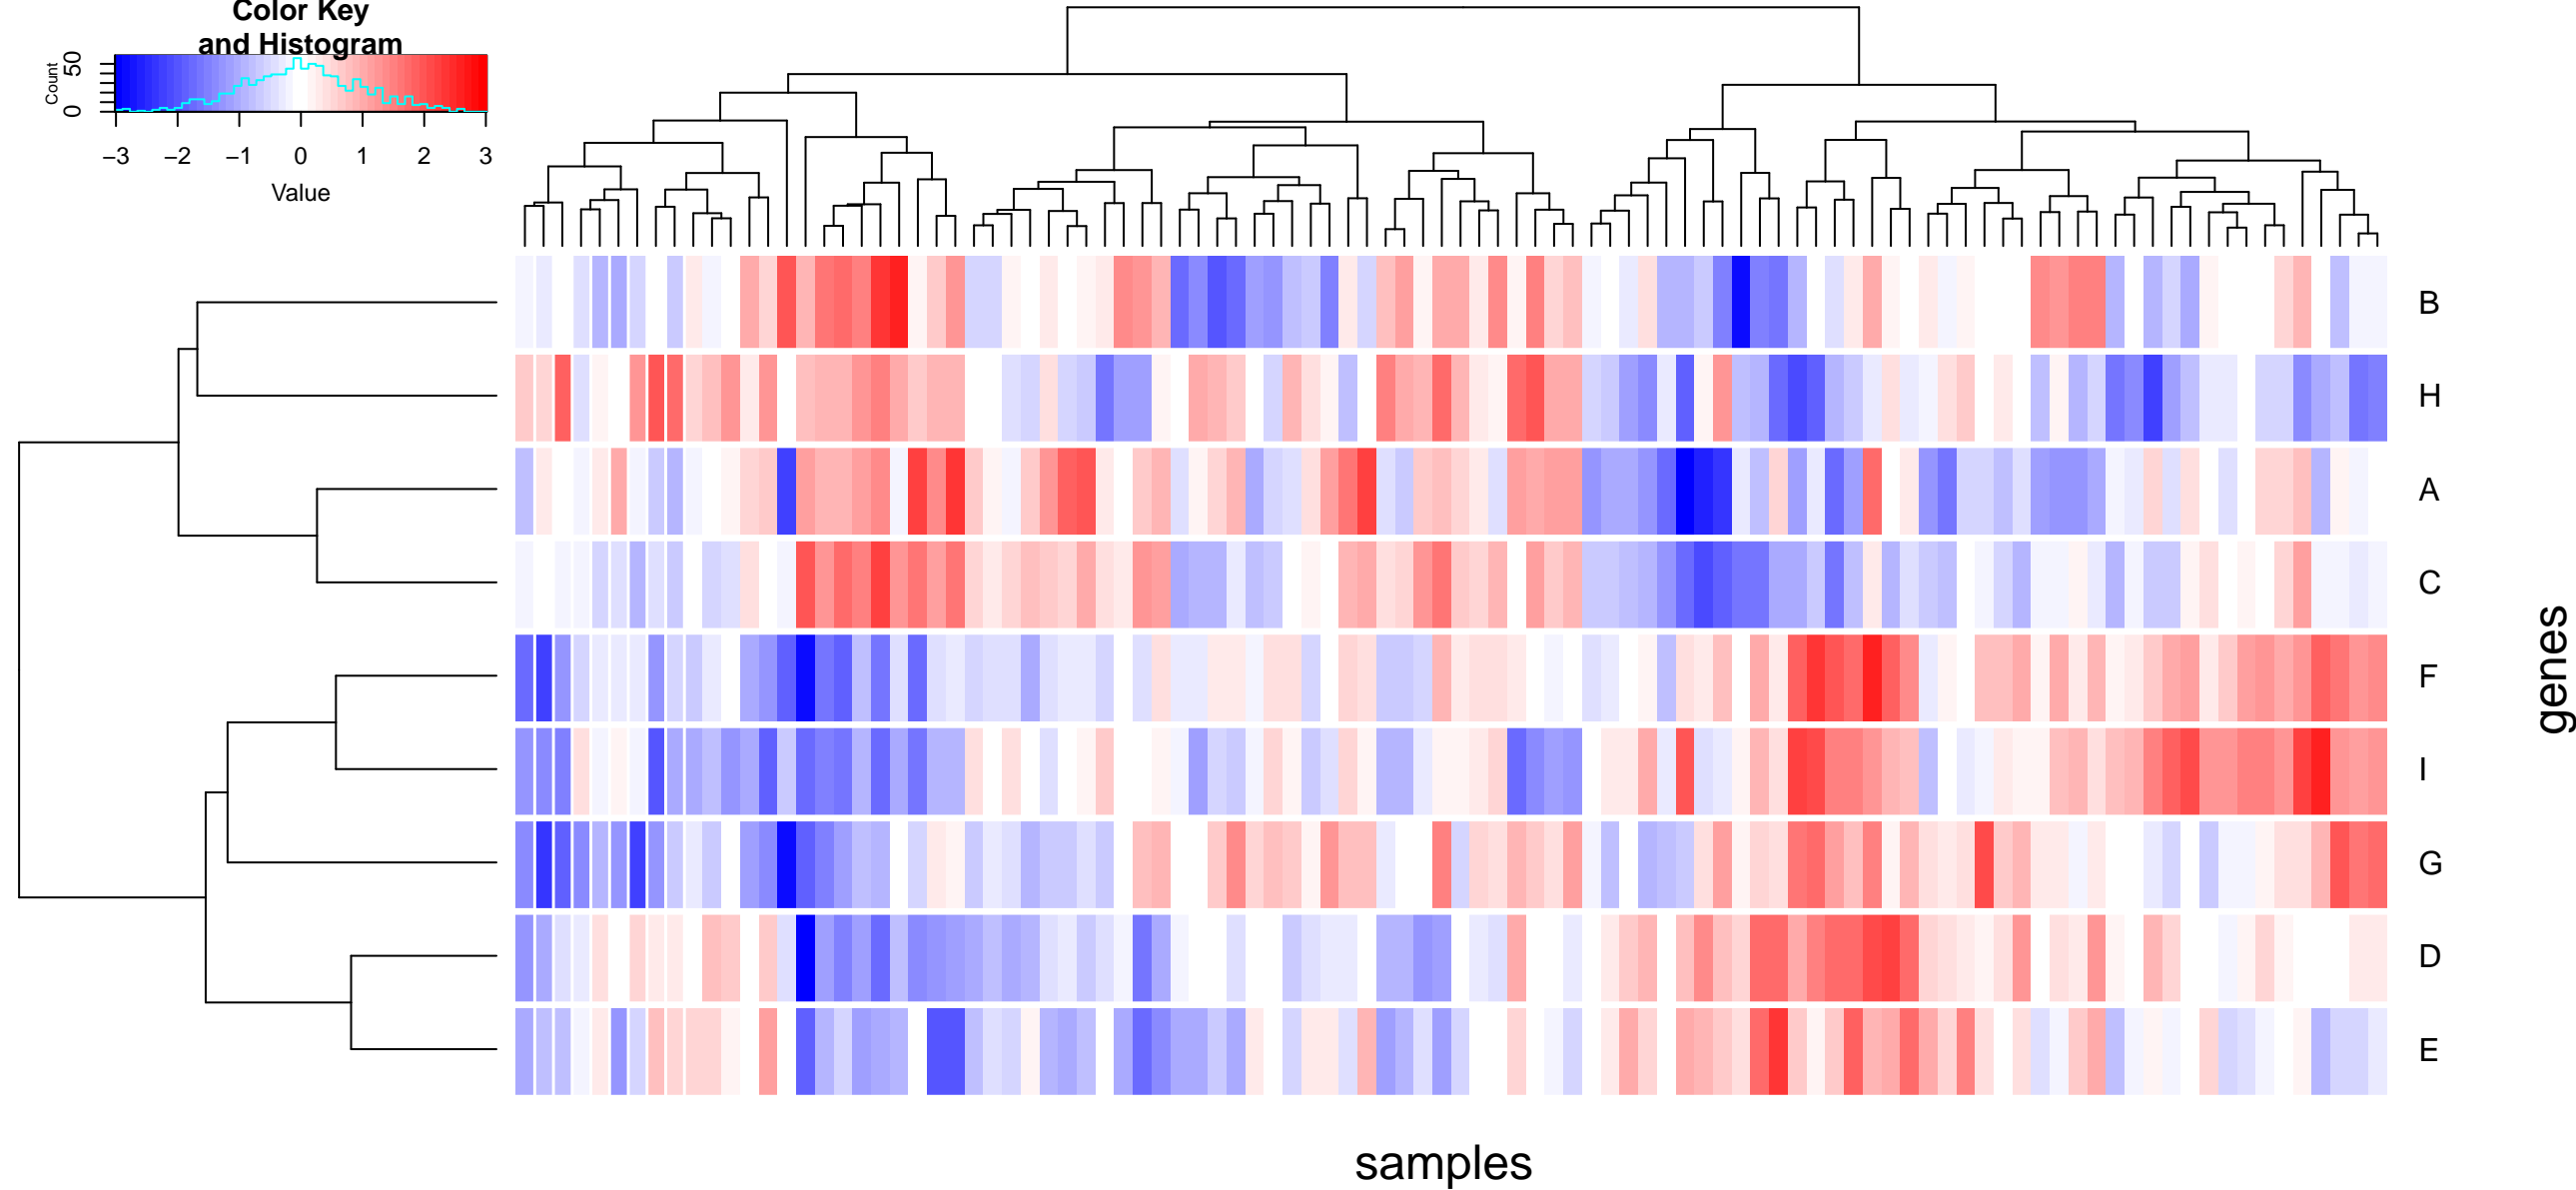 Color Key
and Histogram
Count
0 50
−3 −2 −1 0 1 2 3
Value
B
H
A
C
F
I
G
D
E
genes
samples